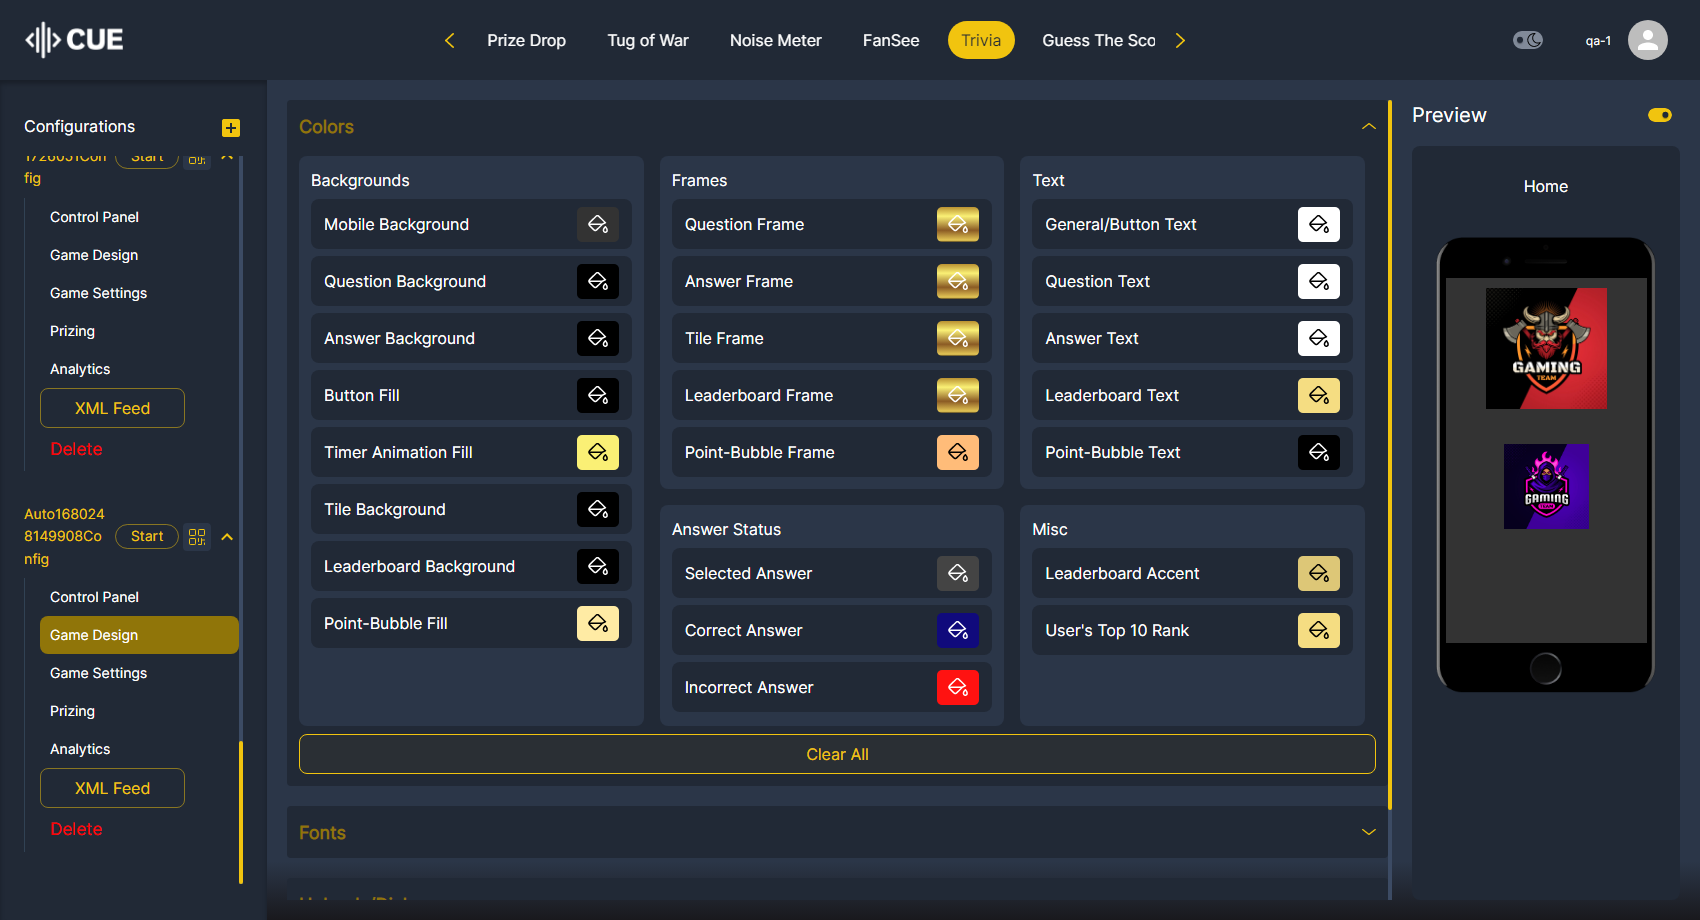 CUE
Prize Drop
Tug of War
Noise Meter
FanSee
Trivia
Guess The Sco
qa-1
Configurations
fig
Start
Control Panel
Game Design
Game Settings
Prizing
Analytics
XML Feed
Delete
Auto168024
8149908Co
nfig
Start
Control Panel
Game Design
Game Settings
Prizing
Analytics
XML Feed
Delete
Colors
Backgrounds
Mobile Background
Question Background
Answer Background
Button Fill
Timer Animation Fill
Tile Background
Leaderboard Background
Point-Bubble Fill
Frames
Question Frame
Answer Frame
Tile Frame
Leaderboard Frame
Point-Bubble Frame
Text
General/Button Text
Question Text
Answer Text
Leaderboard Text
Point-Bubble Text
Answer Status
Selected Answer
Correct Answer
Incorrect Answer
Misc
Leaderboard Accent
User's Top 10 Rank
Clear All
Fonts
Preview
Home
GAMING
TEAM
GAMING
TEAM